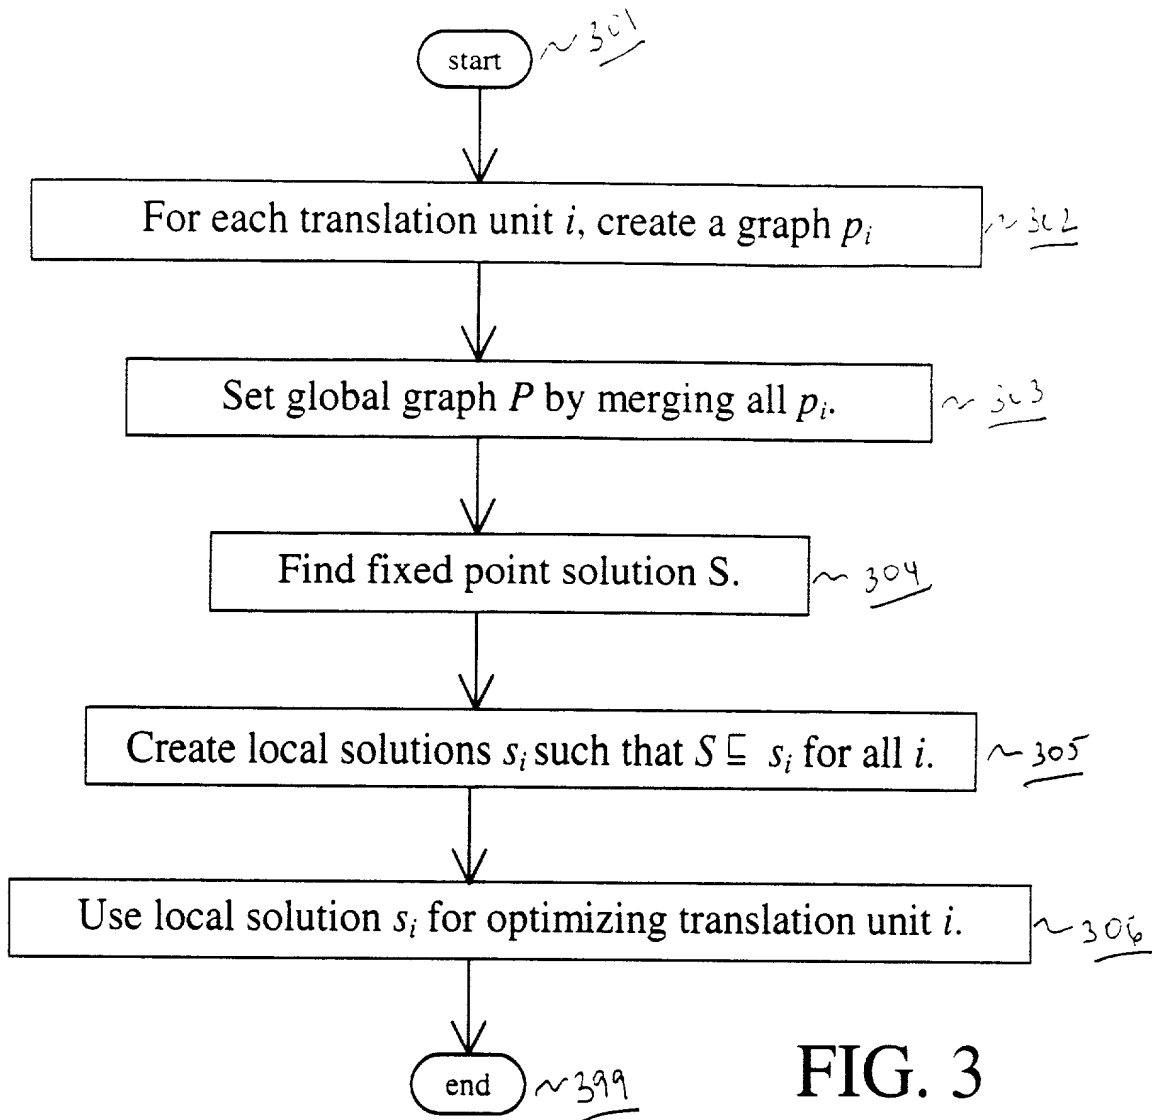 start ~ 301
For each translation unit i, create a graph pᵢ ~ 302
Set global graph P by merging all pᵢ. ~ 303
Find fixed point solution S. ~ 304
Create local solutions sᵢ such that S ⊑ sᵢ for all i. ~ 305
Use local solution sᵢ for optimizing translation unit i. ~ 306
end ~ 399
FIG. 3